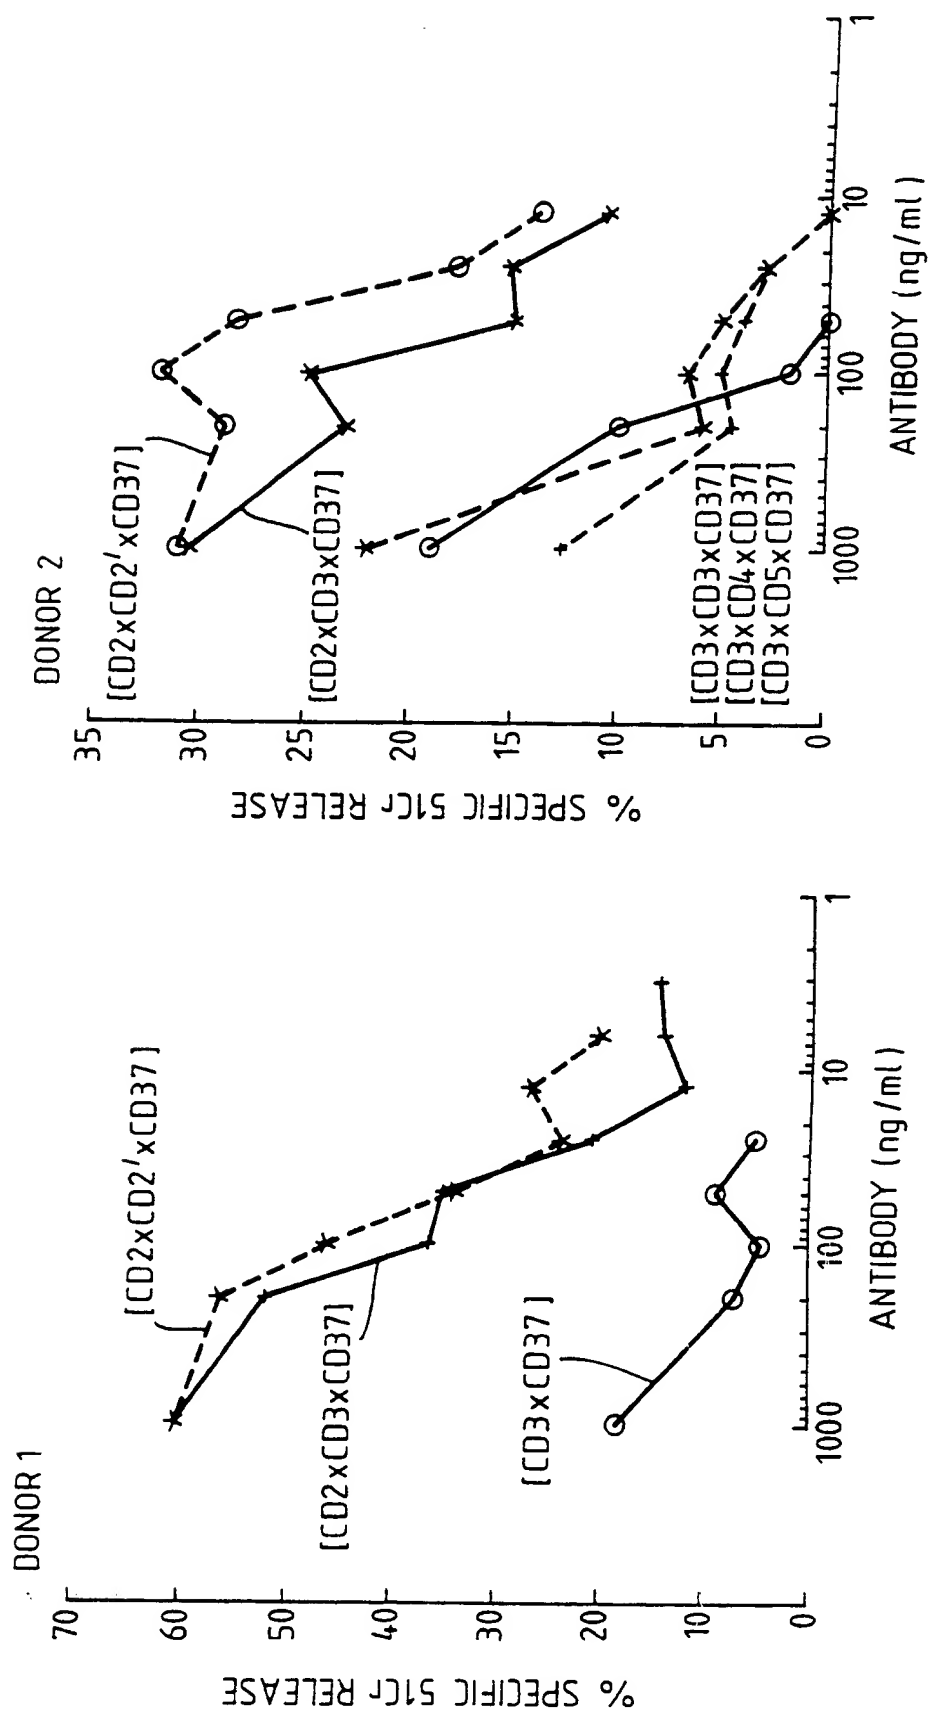 DONOR 1
% SPECIFIC 51Cr RELEASE
70
60
50
40
30
20
10
0
[CD2xCD2'xCD37]
[CD2xCD3xCD37]
[CD3xCD37]
1000
100
10
1
ANTIBODY (ng/ml)
DONOR 2
% SPECIFIC 51Cr RELEASE
35
30
25
20
15
10
5
0
[CD2xCD2'xCD37]
[CD2xCD3xCD37]
[CD3xCD3xCD37]
[CD3xCD4xCD37]
[CD3xCD5xCD37]
1000
100
10
1
ANTIBODY (ng/ml)